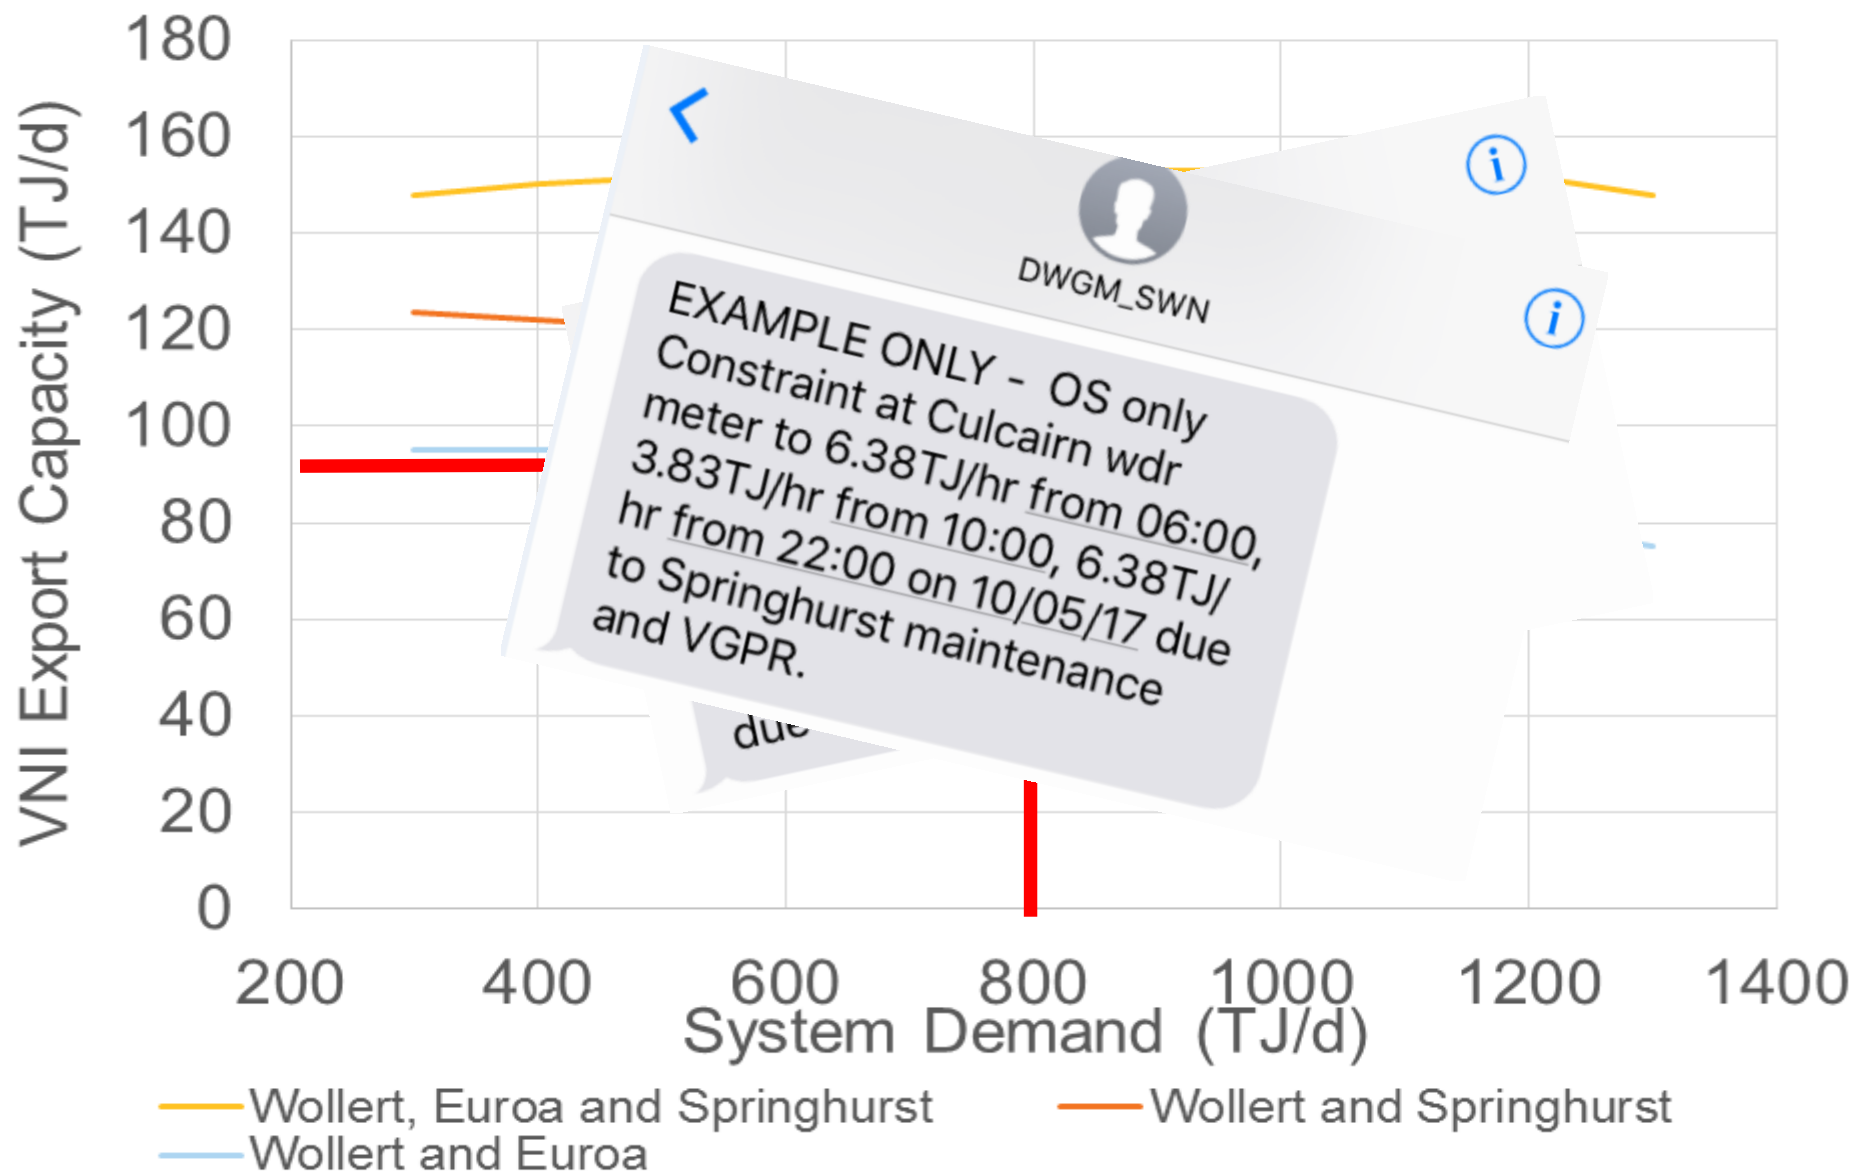 180
160
140
120
100
80
60
40
20
0
VNI Export Capacity (TJ/d)
DWGM_SWN
EXAMPLE ONLY - OS only
Constraint at Culcairn wdr
meter to 6.38TJ/hr from 06:00,
3.83TJ/hr from 10:00, 6.38TJ/
hr from 22:00 on 10/05/17 due
to Springhurst maintenance
and VGPR.
due
200 400 600 800 1000 1200 1400
System Demand (TJ/d)
Wollert, Euroa and Springhurst
Wollert and Springhurst
Wollert and Euroa